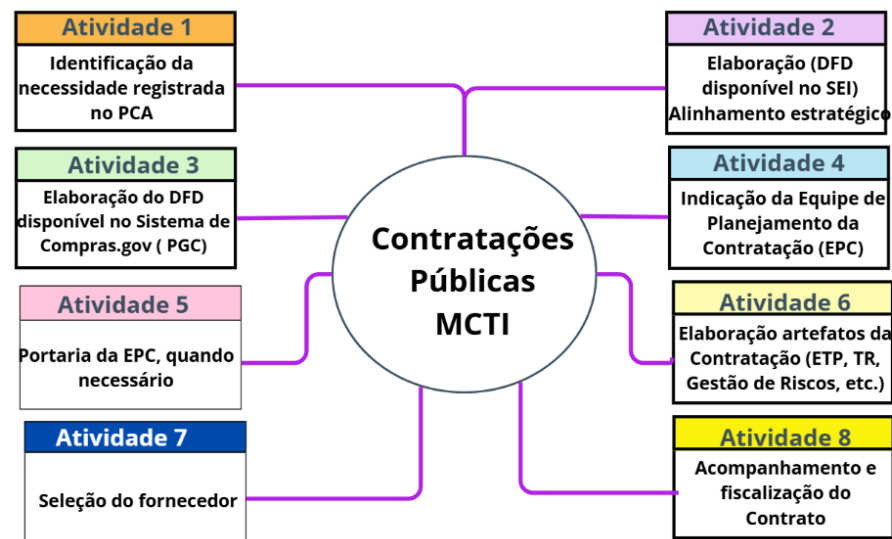 Atividade 1
Identificação da
necessidade registrada
no PCA
Atividade 2
Elaboração (DFD
disponível no SEI)
Alinhamento estratégico
Atividade 3
Elaboração do DFD
disponível no Sistema de
Compras.gov ( PGC)
Atividade 4
Indicação da Equipe de
Planejamento da
Contratação (EPC)
Contratações
Públicas
MCTI
Atividade 5
Portaria da EPC, quando
necessário
Atividade 6
Elaboração artefatos da
Contratação (ETP, TR,
Gestão de Riscos, etc.)
Atividade 7
Seleção do fornecedor
Atividade 8
Acompanhamento e
fiscalização do
Contrato